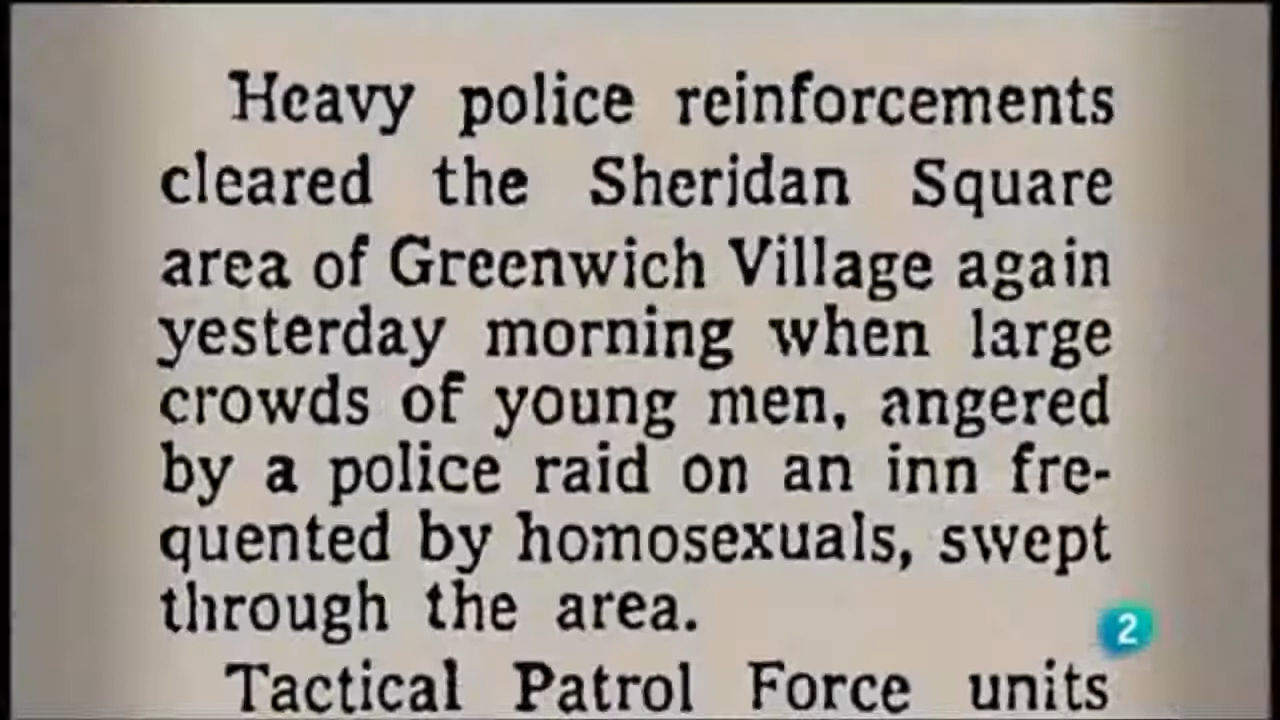 Heavy police reinforcements
cleared the Sheridan Square
area of Greenwich Village again
yesterday morning when large
crowds of young men, angered
by a police raid on an inn fre-
quented by homosexuals, swept
through the area.
2
Tactical Patrol Force units